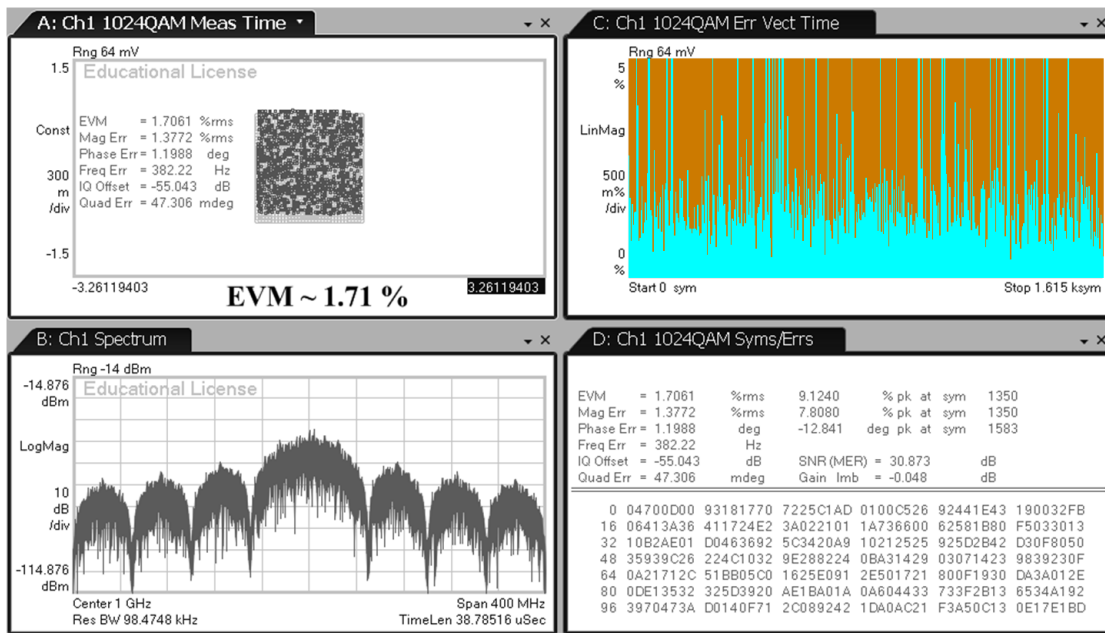 A: Ch1 1024QAM Meas Time
Rng 64 mV
1.5
Educational License
EVM = 1.7061 %rms
Mag Err = 1.3772 %rms
Const
Phase Err = 1.1988 deg
Freq Err = 382.22 Hz
300
m
/div
IQ Offset = -55.043 dB
Quad Err = 47.306 mdeg
-1.5
-3.26119403
EVM ~ 1.71 %
3.26119403
C: Ch1 1024QAM Err Vect Time
Rng 64 mV
5
%
LinMag
500
m%
/div
0
%
Start 0 sym
Stop 1.615 ksym
B: Ch1 Spectrum
Rng -14 dBm
-14.876
dBm
Educational License
LogMag
10
dB
/div
-114.876
dBm
Center 1 GHz
Span 400 MHz
Res BW 98.4748 kHz
TimeLen 38.78516 uSec
D: Ch1 1024QAM Syms/Errs
EVM = 1.7061 %rms 9.1240 % pk at sym 1350
Mag Err = 1.3772 %rms 7.8080 % pk at sym 1350
Phase Err = 1.1988 deg -12.841 deg pk at sym 1583
Freq Err = 382.22 Hz
IQ Offset = -55.043 dB SNR (MER) = 30.873 dB
Quad Err = 47.306 mdeg Gain Imb = -0.048 dB
0 04700D00 93181770 7225C1AD 0100C526 92441E43 190032FB
16 06413A36 411724E2 3A022101 1A736600 62581B80 F5033013
32 10B2AE01 D0463692 5C3420A9 10212525 925D2B42 D30F8050
48 35939C26 224C1032 9E288224 0BA31429 03071423 9839230F
64 0A21712C 51BB05C0 1625E091 2E501721 800F1930 DA3A012E
80 0DE13532 325D3920 AE1BA01A 0A604433 733F2B13 6534A192
96 3970473A D0140F71 2C089242 1DA0AC21 F3A50C13 0E17E1BD